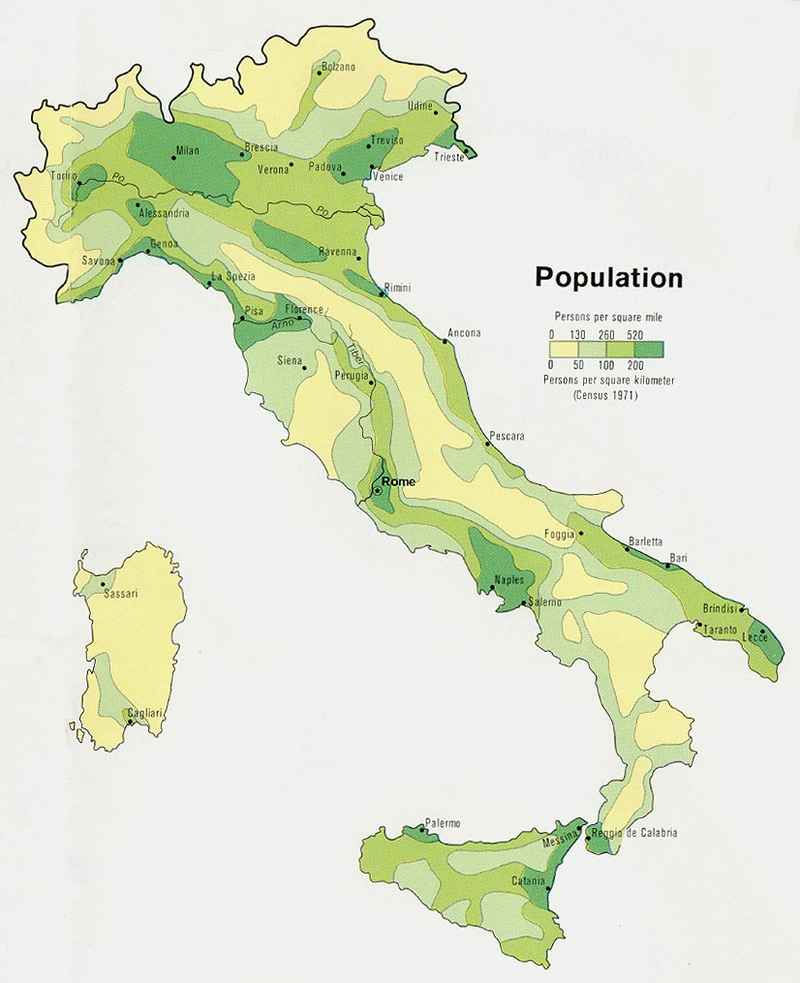 Bolzano
Udine
Treviso
Milan
Brescia
Trieste
Verona
Padova
Venice
Torino
Po
Po
Alessandria
Genoa
Savona
Ravenna
La Spezia
Rimini
Population
Pisa
Florence
Persons per square mile
Arno
0 130 260 520
Ancona
Tiber
0 50 100 200
Siena
Perugia
Persons per square kilometer
(Census 1971)
Pescara
Rome
Foggia
Barletta
Bari
Naples
Sassari
Salerno
Brindisi
Taranto
Lecce
Cagliari
Palermo
Messina
Reggio de Calabria
Catania